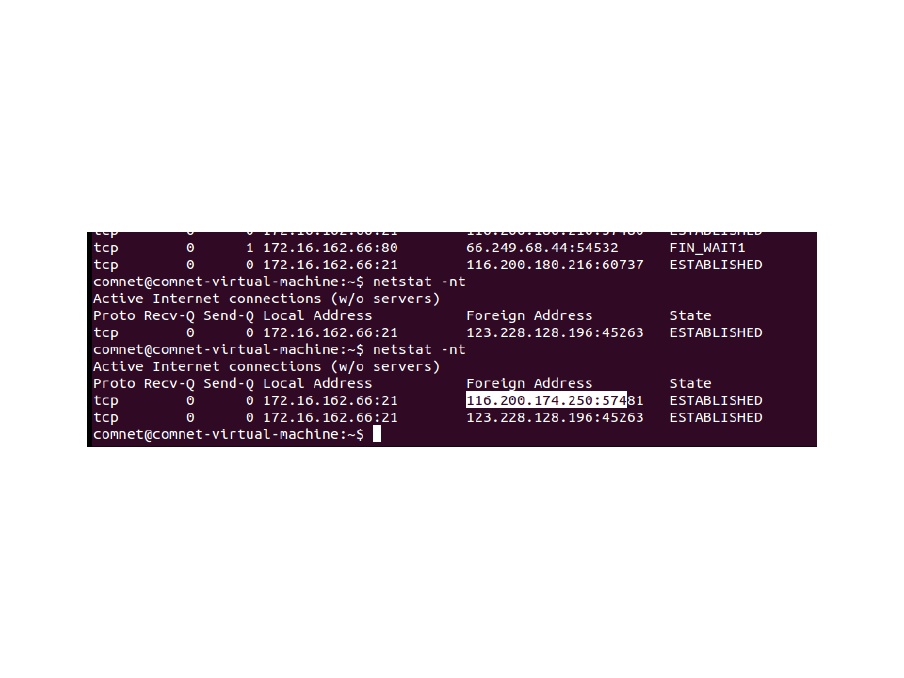 tcp 0 0 172.16.162.66:21 ESTABLISHED
tcp 0 1 172.16.162.66:80 66.249.68.44:54532 FIN_WAIT1
tcp 0 0 172.16.162.66:21 116.200.180.216:60737 ESTABLISHED
comnet@comnet-virtual-machine:~$ netstat -nt
Active Internet connections (w/o servers)
Proto Recv-Q Send-Q Local Address Foreign Address State
tcp 0 0 172.16.162.66:21 123.228.128.196:45263 ESTABLISHED
comnet@comnet-virtual-machine:~$ netstat -nt
Active Internet connections (w/o servers)
Proto Recv-Q Send-Q Local Address Foreign Address State
tcp 0 0 172.16.162.66:21 116.200.174.250:57481 ESTABLISHED
tcp 0 0 172.16.162.66:21 123.228.128.196:45263 ESTABLISHED
comnet@comnet-virtual-machine:~$